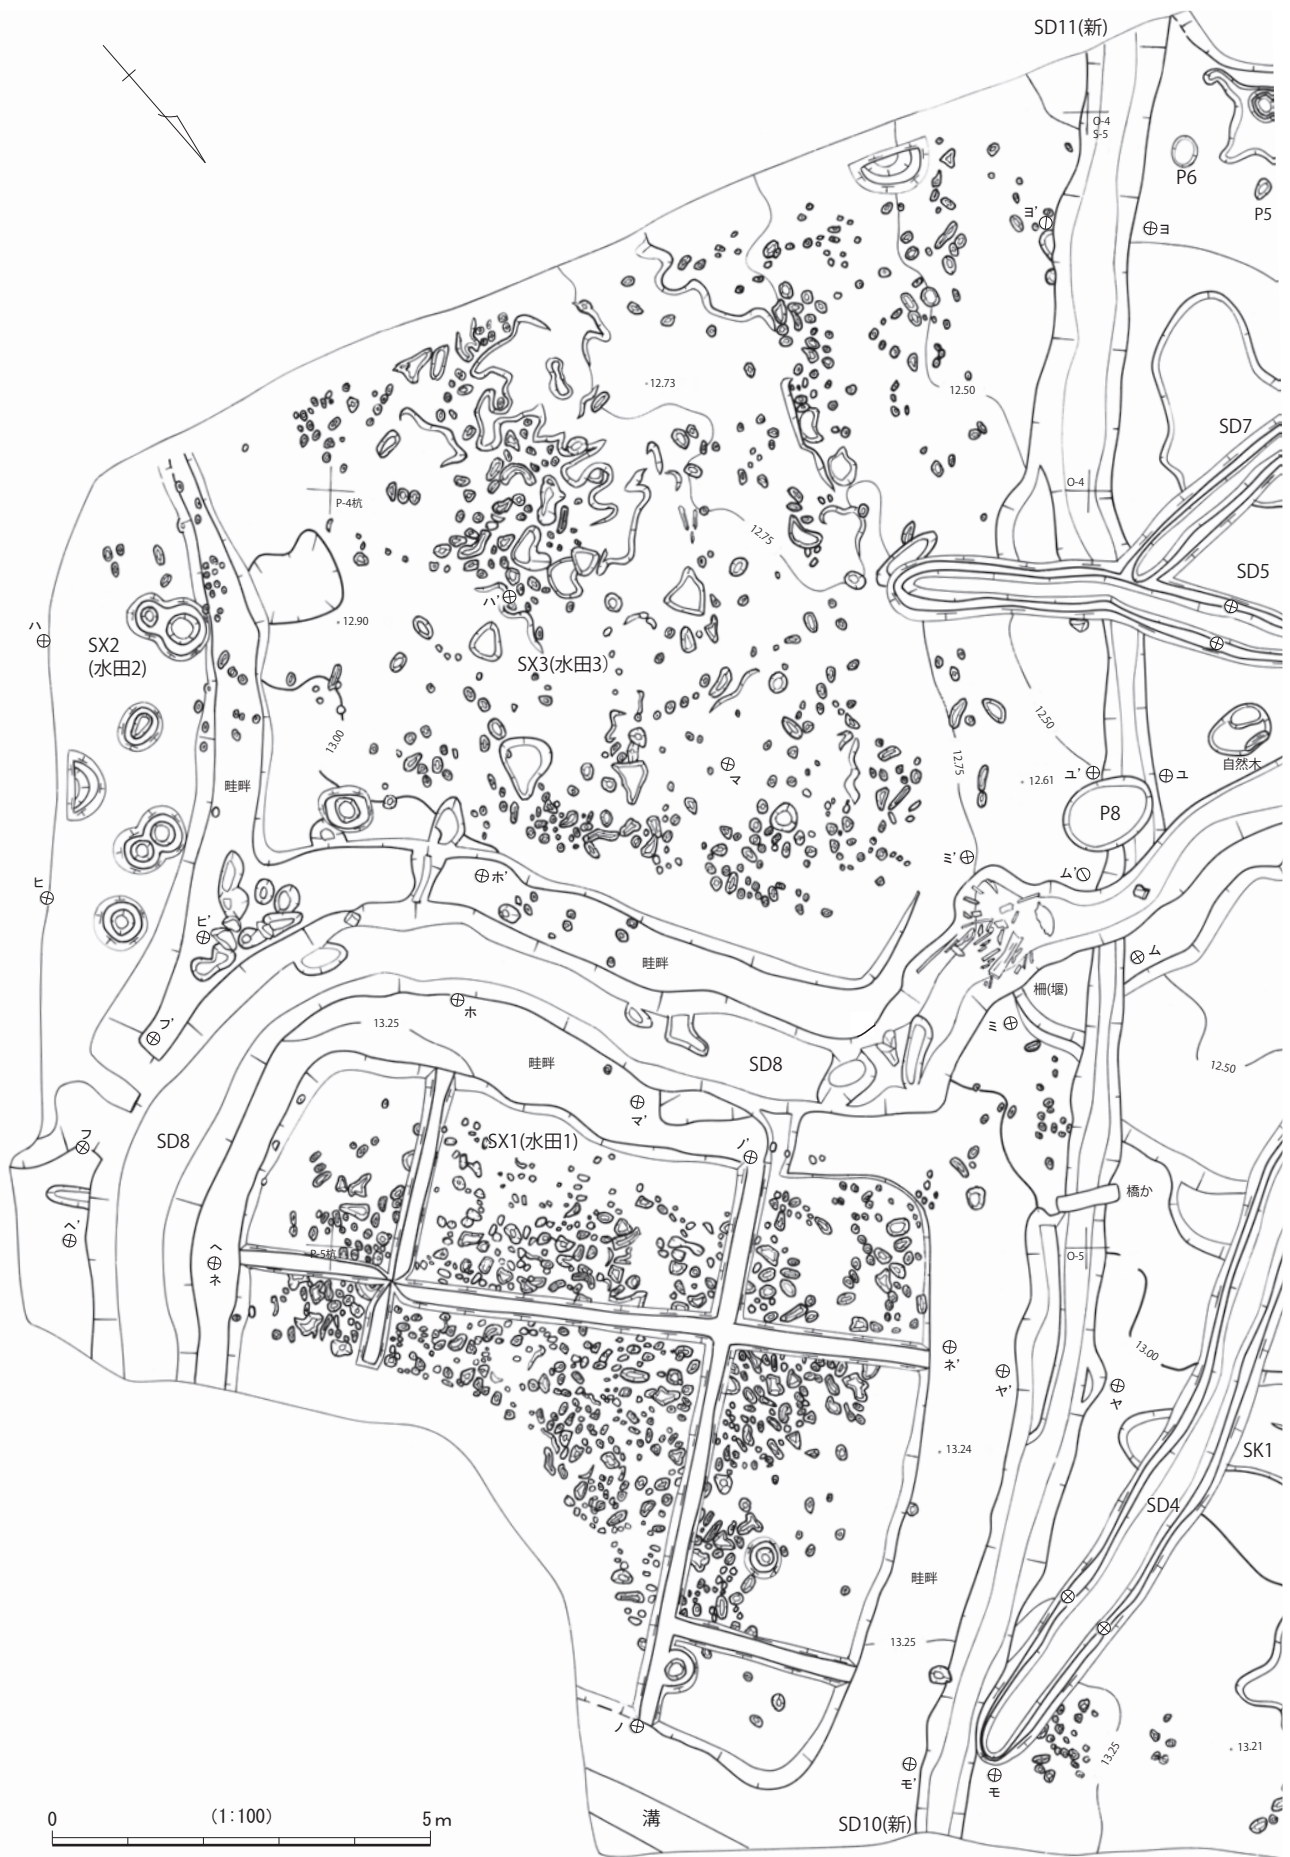 SD11(新)
O-4
S-5
P6
P5
ヨ'
ヨ
12.73
12.50
SD7
P-4杭
O-4
12.75
SD5
ハ'
ハ
12.90
SX2
(水田2)
SX3(水田3)
13.00
12.50
12.75
マ
ユ'
ユ
自然木
12.61
畦畔
P8
ミ'
ム'
ホ'
ヒ
ヒ'
畦畔
ム
柵(堰)
ホ
ミ
フ'
13.25
畦畔
SD8
12.50
マ'
フ
SD8
SX1(水田1)
ノ'
橋か
ヘ'
ヘ
ネ
P-5杭
O-5
ネ'
13.00
ヤ'
ヤ
13.24
SK1
SD4
畦畔
13.25
ノ
13.25
13.21
モ'
モ
0
(1:100)
5m
溝
SD10(新)